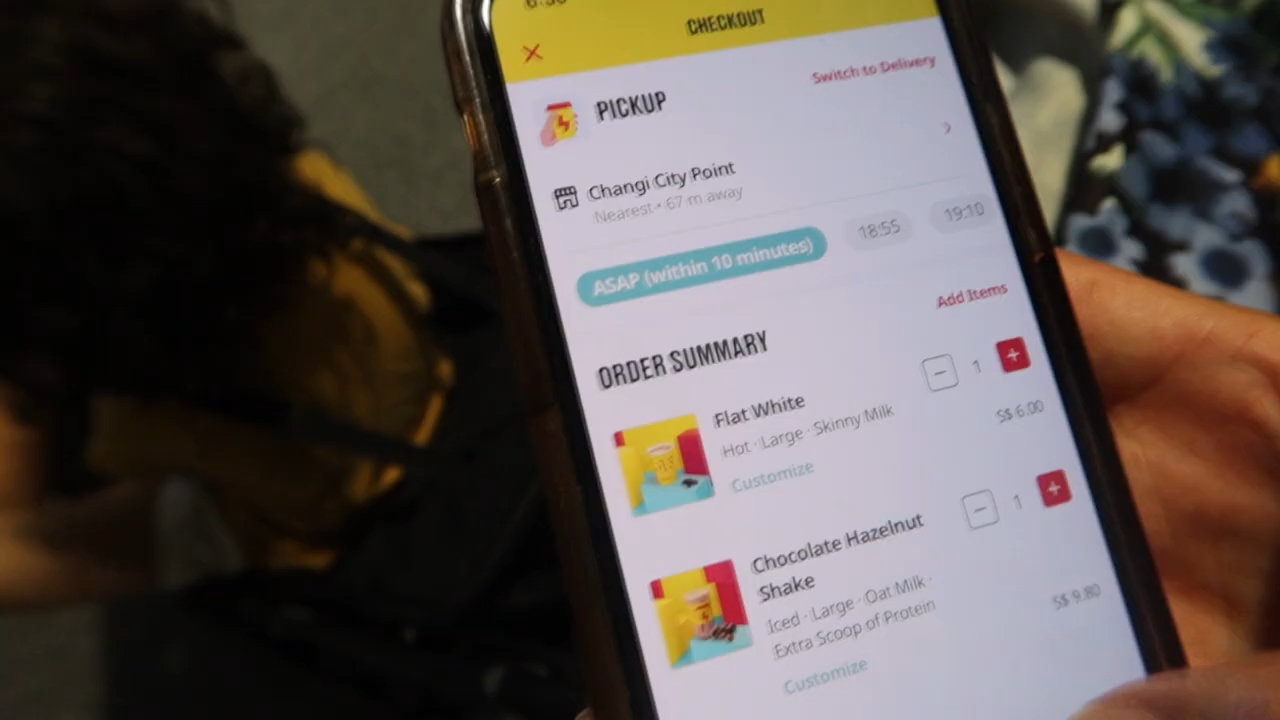 CHECKOUT
PICKUP
Switch to Delivery
Changi City Point
Nearest • 67 m away
ASAP (within 10 minutes)
18:55
19:10
ORDER SUMMARY
Add Items
Flat White
1
Hot · Large · Skinny Milk
S$ 6.00
Customize
Chocolate Hazelnut
Shake
1
Iced · Large · Oat Milk ·
Extra Scoop of Protein
S$ 9.80
Customize